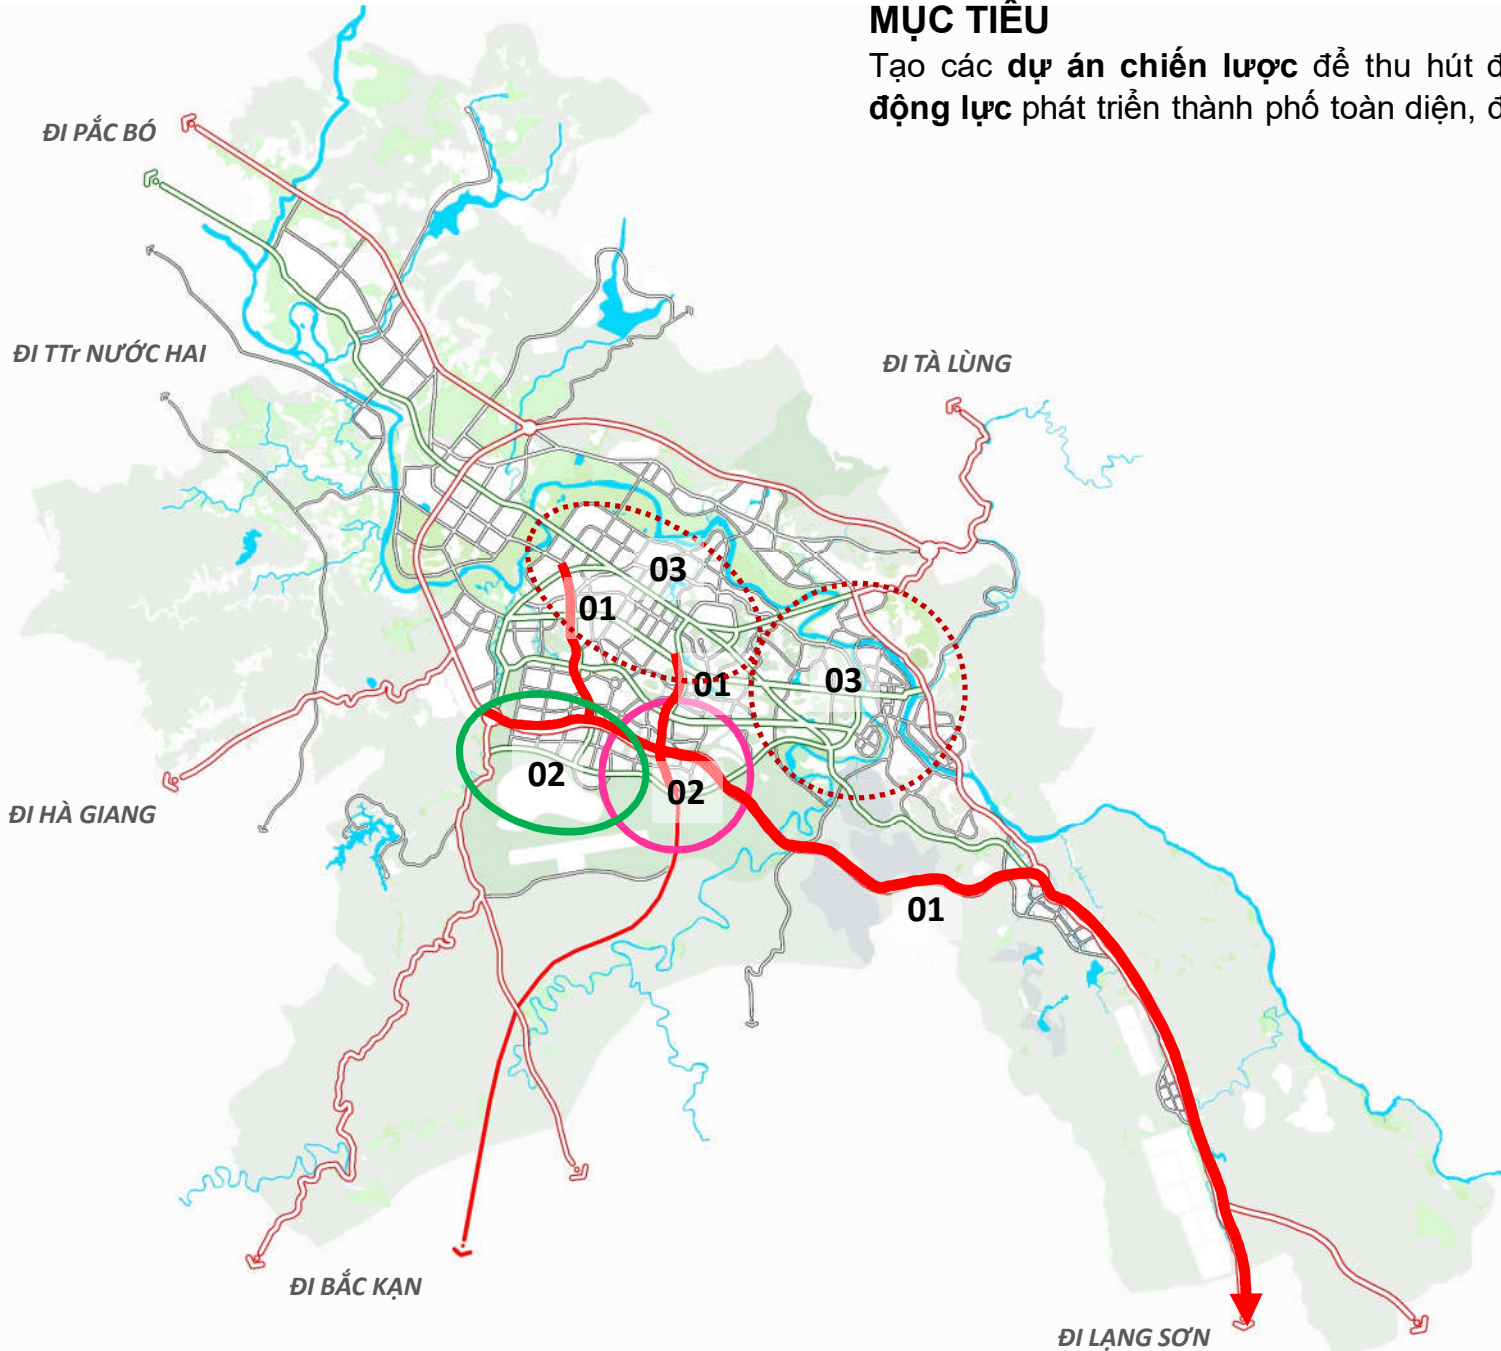 MỤC TIÊU
Tạo các dự án chiến lược để thu hút
động lực phát triển thành phố toàn diện,
ĐI PẮC BÓ
ĐI TTr NƯỚC HAI
ĐI TÀ LÙNG
03
01
01
03
02
02
ĐI HÀ GIANG
01
ĐI BẮC KẠN
ĐI LẠNG SƠN